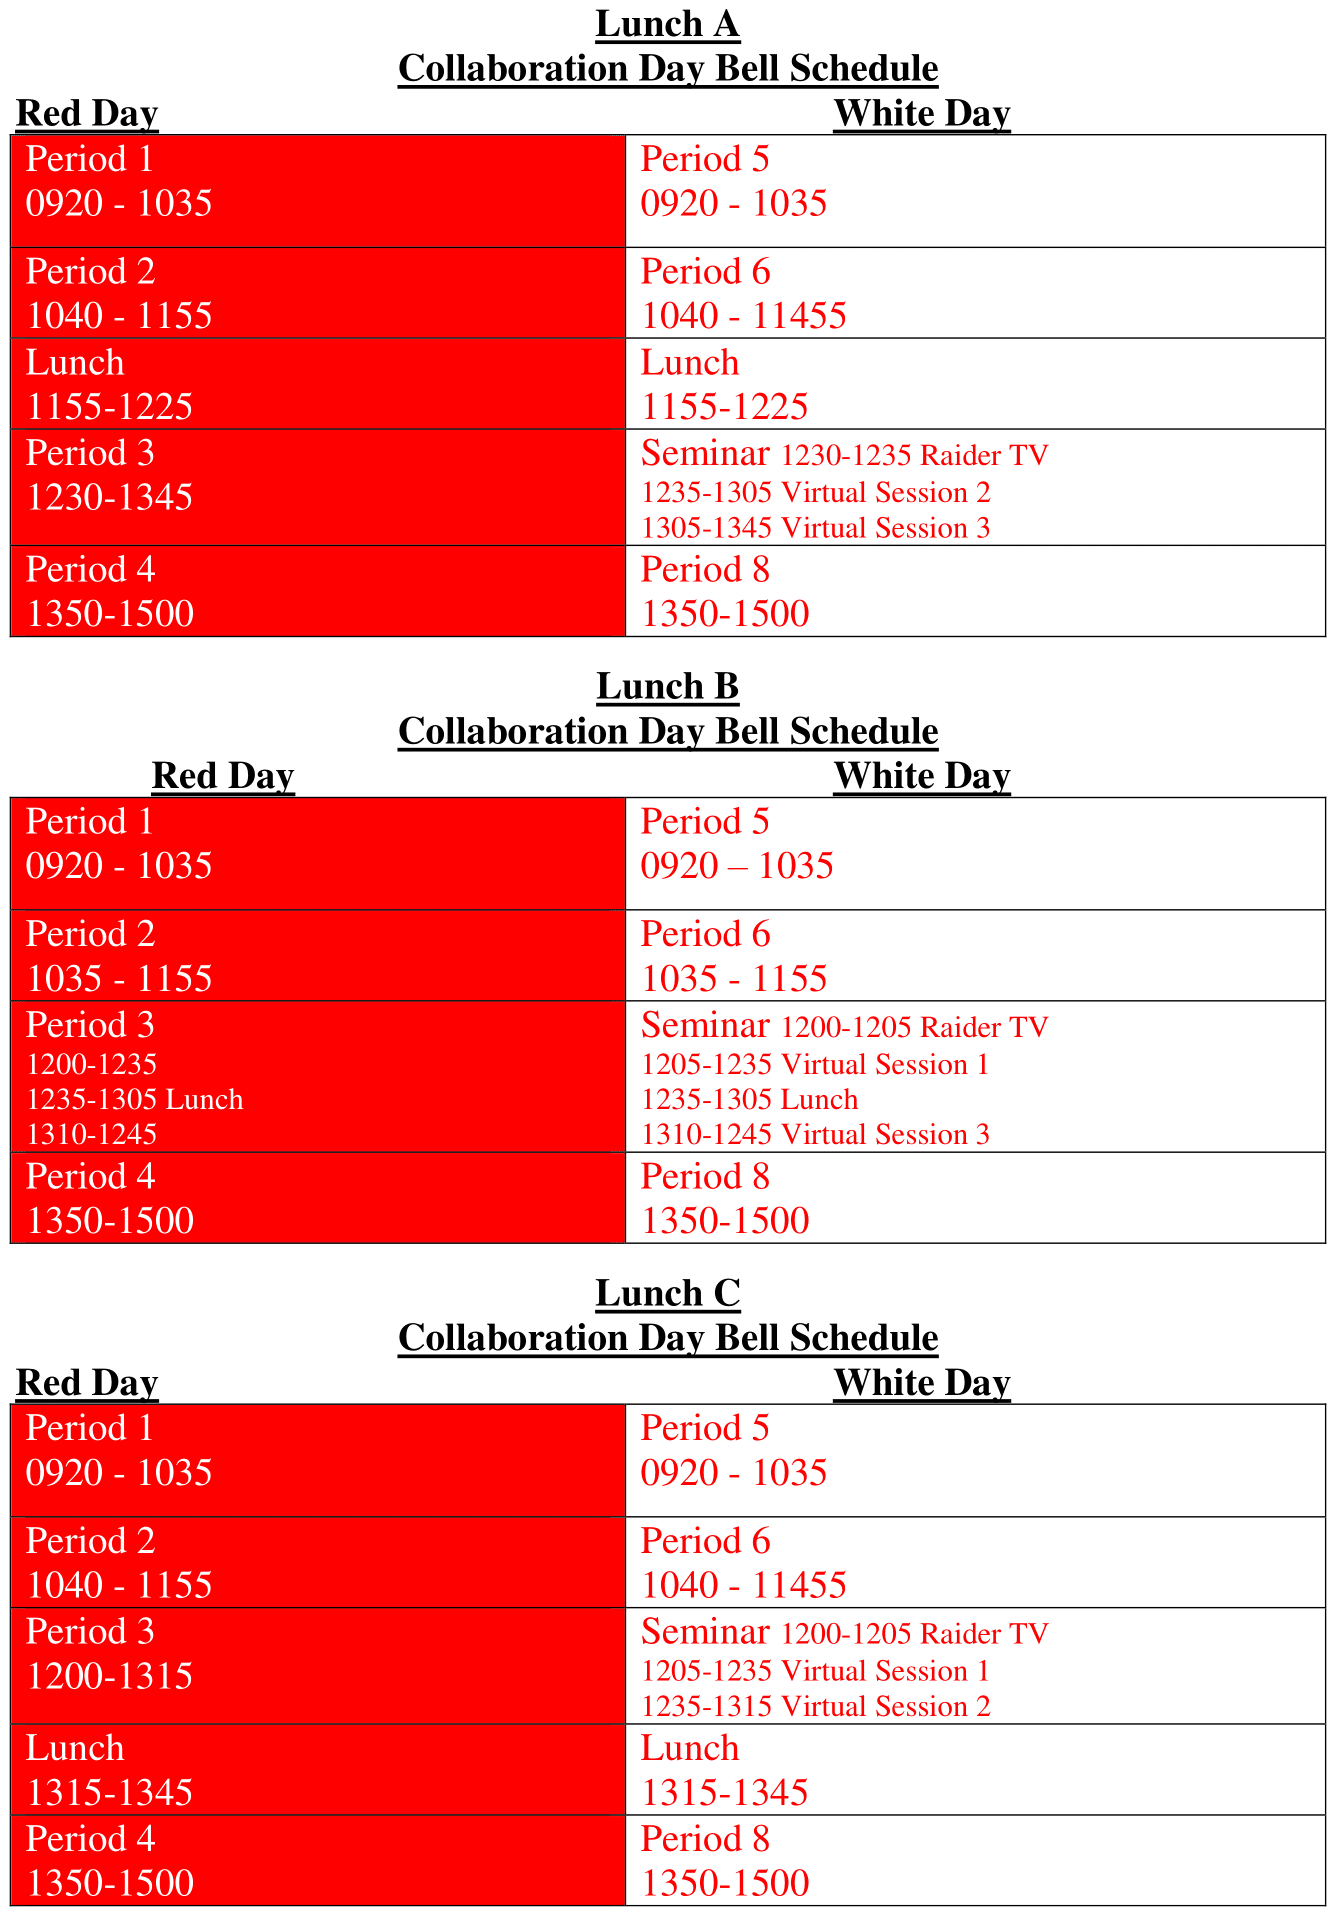 Lunch A
Collaboration Day Bell Schedule
Red Day White Day
Period 1
0920 - 1035
Period 5
0920 - 1035
Period 2
1040 - 1155
Period 6
1040 - 11455
Lunch
1155-1225
Lunch
1155-1225
Period 3
1230-1345
Seminar 1230-1235 Raider TV
1235-1305 Virtual Session 2
1305-1345 Virtual Session 3
Period 4
1350-1500
Period 8
1350-1500
Lunch B
Collaboration Day Bell Schedule
Red Day White Day
Period 1
0920 - 1035
Period 5
0920 – 1035
Period 2
1035 - 1155
Period 6
1035 - 1155
Period 3
1200-1235
1235-1305 Lunch
1310-1245
Seminar 1200-1205 Raider TV
1205-1235 Virtual Session 1
1235-1305 Lunch
1310-1245 Virtual Session 3
Period 4
1350-1500
Period 8
1350-1500
Lunch C
Collaboration Day Bell Schedule
Red Day White Day
Period 1
0920 - 1035
Period 5
0920 - 1035
Period 2
1040 - 1155
Period 6
1040 - 11455
Period 3
1200-1315
Seminar 1200-1205 Raider TV
1205-1235 Virtual Session 1
1235-1315 Virtual Session 2
Lunch
1315-1345
Lunch
1315-1345
Period 4
1350-1500
Period 8
1350-1500